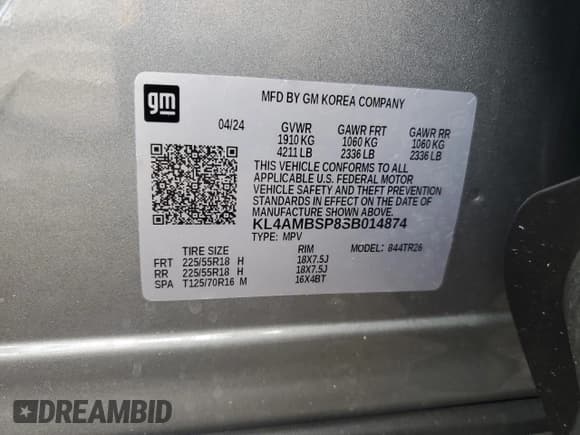 gm
MFD BY GM KOREA COMPANY
04/24 GVWR GAWR FRT GAWR RR
1910 KG 1060 KG 1060 KG
4211 LB 2336 LB 2336 LB
THIS VEHICLE CONFORMS TO ALL
APPLICABLE U.S. FEDERAL MOTOR
VEHICLE SAFETY AND THEFT PREVENTION
STANDARDS IN EFFECT ON THE DATE OF
MANUFACTURE SHOWN ABOVE.
KL4AMBSP8SB014874
TYPE: MPV MODEL: 844TR26
TIRE SIZE RIM
FRT 225/55R18 H 18X7.5J
RR 225/55R18 H 18X7.5J
SPA T125/70R16 M 16X4BT
DREAMBID